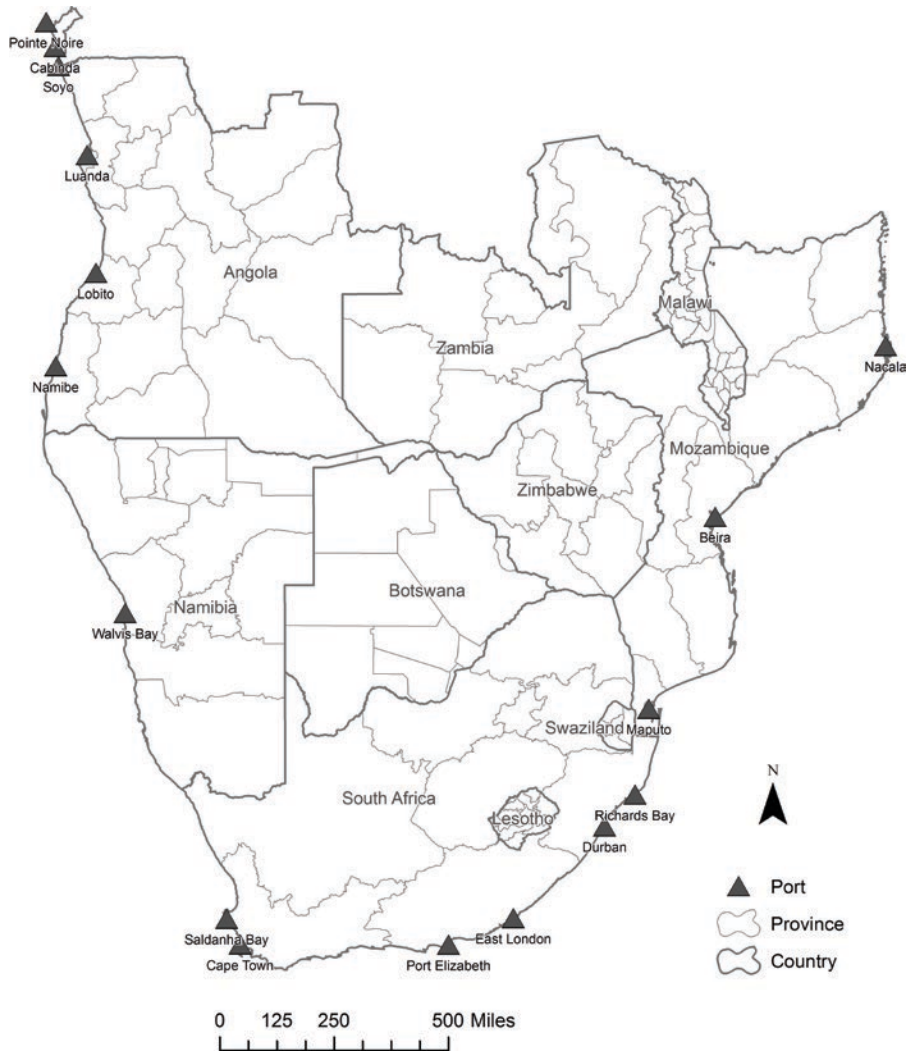 Pointe Noire
Cabinda
Soyo
Luanda
Angola
Lobito
Malawi
Zambia
Nacala
Namibe
Mozambique
Zimbabwe
Beira
Botswana
Namibia
Walvis Bay
Swaziland
Maputo
N
South Africa
Richards Bay
Lesotho
Durban
Port
Province
Saldanha Bay
East London
Cape Town
Port Elizabeth
Country
0 125 250 500 Miles